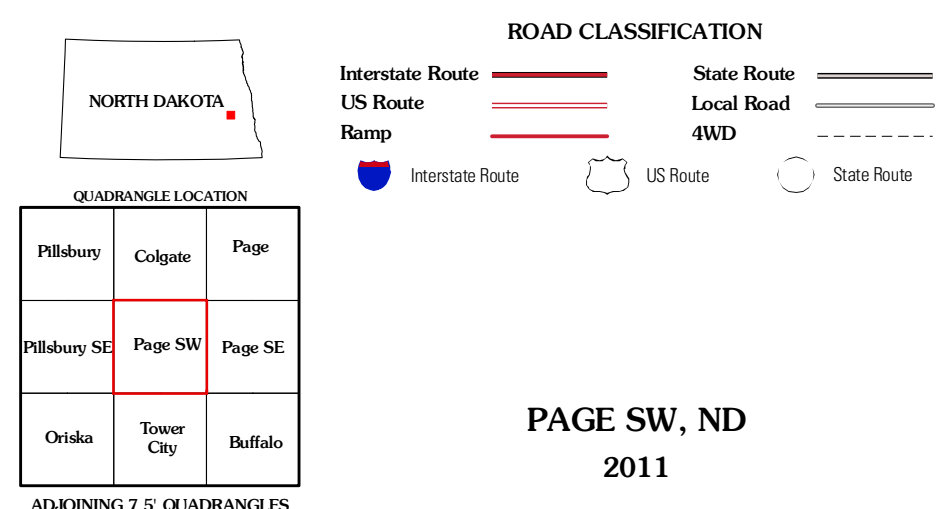 ROAD CLASSIFICATION
Interstate Route
State Route
US Route
Local Road
Ramp
4WD
Interstate Route
US Route
State Route
NORTH DAKOTA
QUADRANGLE LOCATION
Pillsbury
Colgate
Page
Pillsbury SE
Page SW
Page SE
Oriska
Tower
City
Buffalo
ADJOINING 7.5' QUADRANGLES
PAGE SW, ND
2011